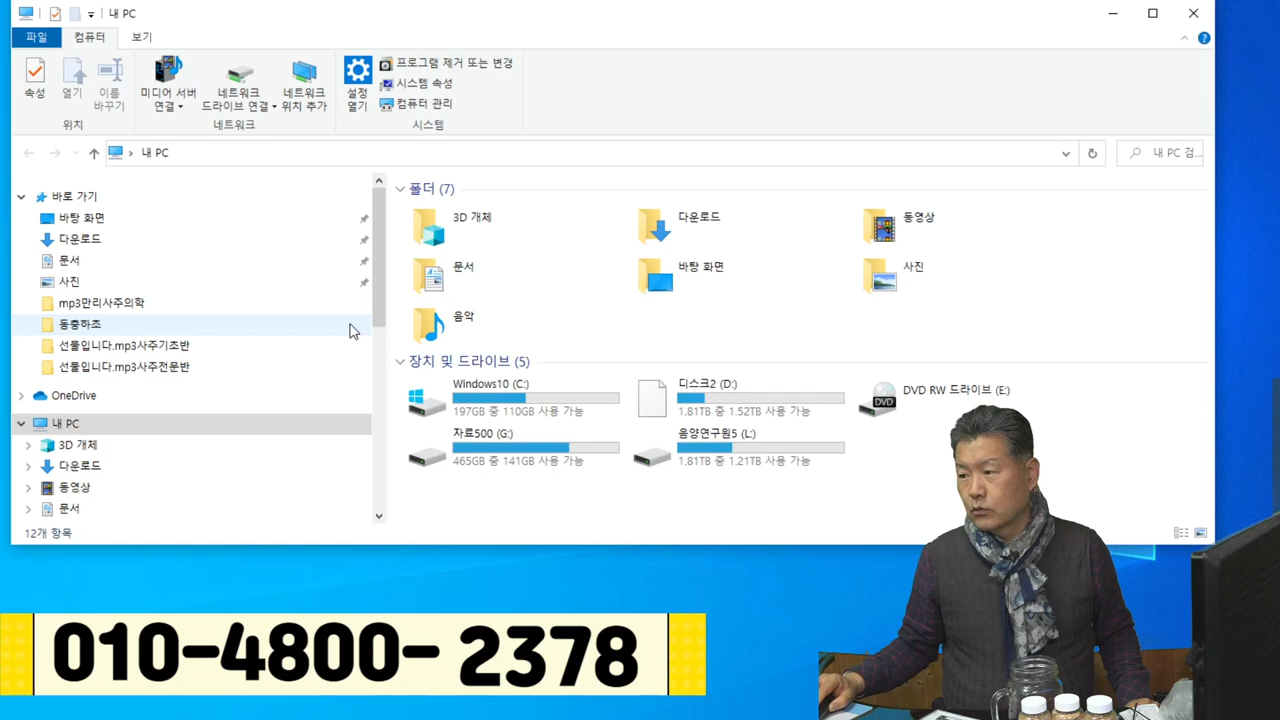 내 PC
파일
컴퓨터
보기
속성
열기
이름
바꾸기
위치
미디어 서버
연결
네트워크
드라이브 연결
네트워크
위치 추가
네트워크
설정
열기
프로그램 제거 또는 변경
시스템 속성
컴퓨터 관리
시스템
내 PC
내 PC 검...
바로 가기
바탕 화면
다운로드
문서
사진
mp3만리사주의학
동충하초
선물입니다.mp3사주기초반
선물입니다.mp3사주전문반
OneDrive
내 PC
3D 개체
다운로드
동영상
문서
12개 항목
폴더 (7)
3D 개체
다운로드
동영상
문서
바탕 화면
사진
음악
장치 및 드라이브 (5)
Windows10 (C:)
197GB 중 110GB 사용 가능
디스크2 (D:)
1.81TB 중 1.52TB 사용 가능
DVD RW 드라이브 (E:)
DVD
자료500 (G:)
465GB 중 141GB 사용 가능
음양연구원5 (L:)
1.81TB 중 1.21TB 사용 가능
010-4800-2378